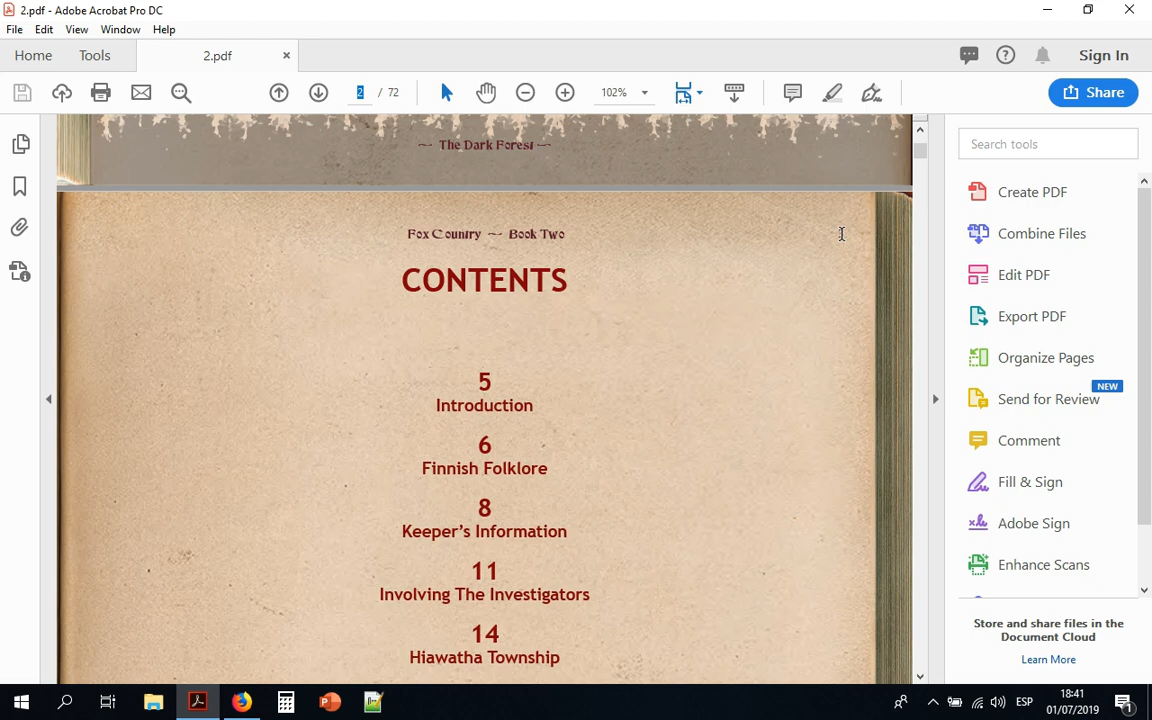 2.pdf - Adobe Acrobat Pro DC
File Edit View Window Help
Home Tools 2.pdf Sign In
2 / 72 102% Share
~ The Dark Forest ~
Fox Country ~ Book Two
CONTENTS
5
Introduction
6
Finnish Folklore
8
Keeper's Information
11
Involving The Investigators
14
Hiawatha Township
Search tools
Create PDF
Combine Files
Edit PDF
Export PDF
Organize Pages
NEW
Send for Review
Comment
Fill & Sign
Adobe Sign
Enhance Scans
Store and share files in the
Document Cloud
Learn More
ESP
18:41
01/07/2019
1